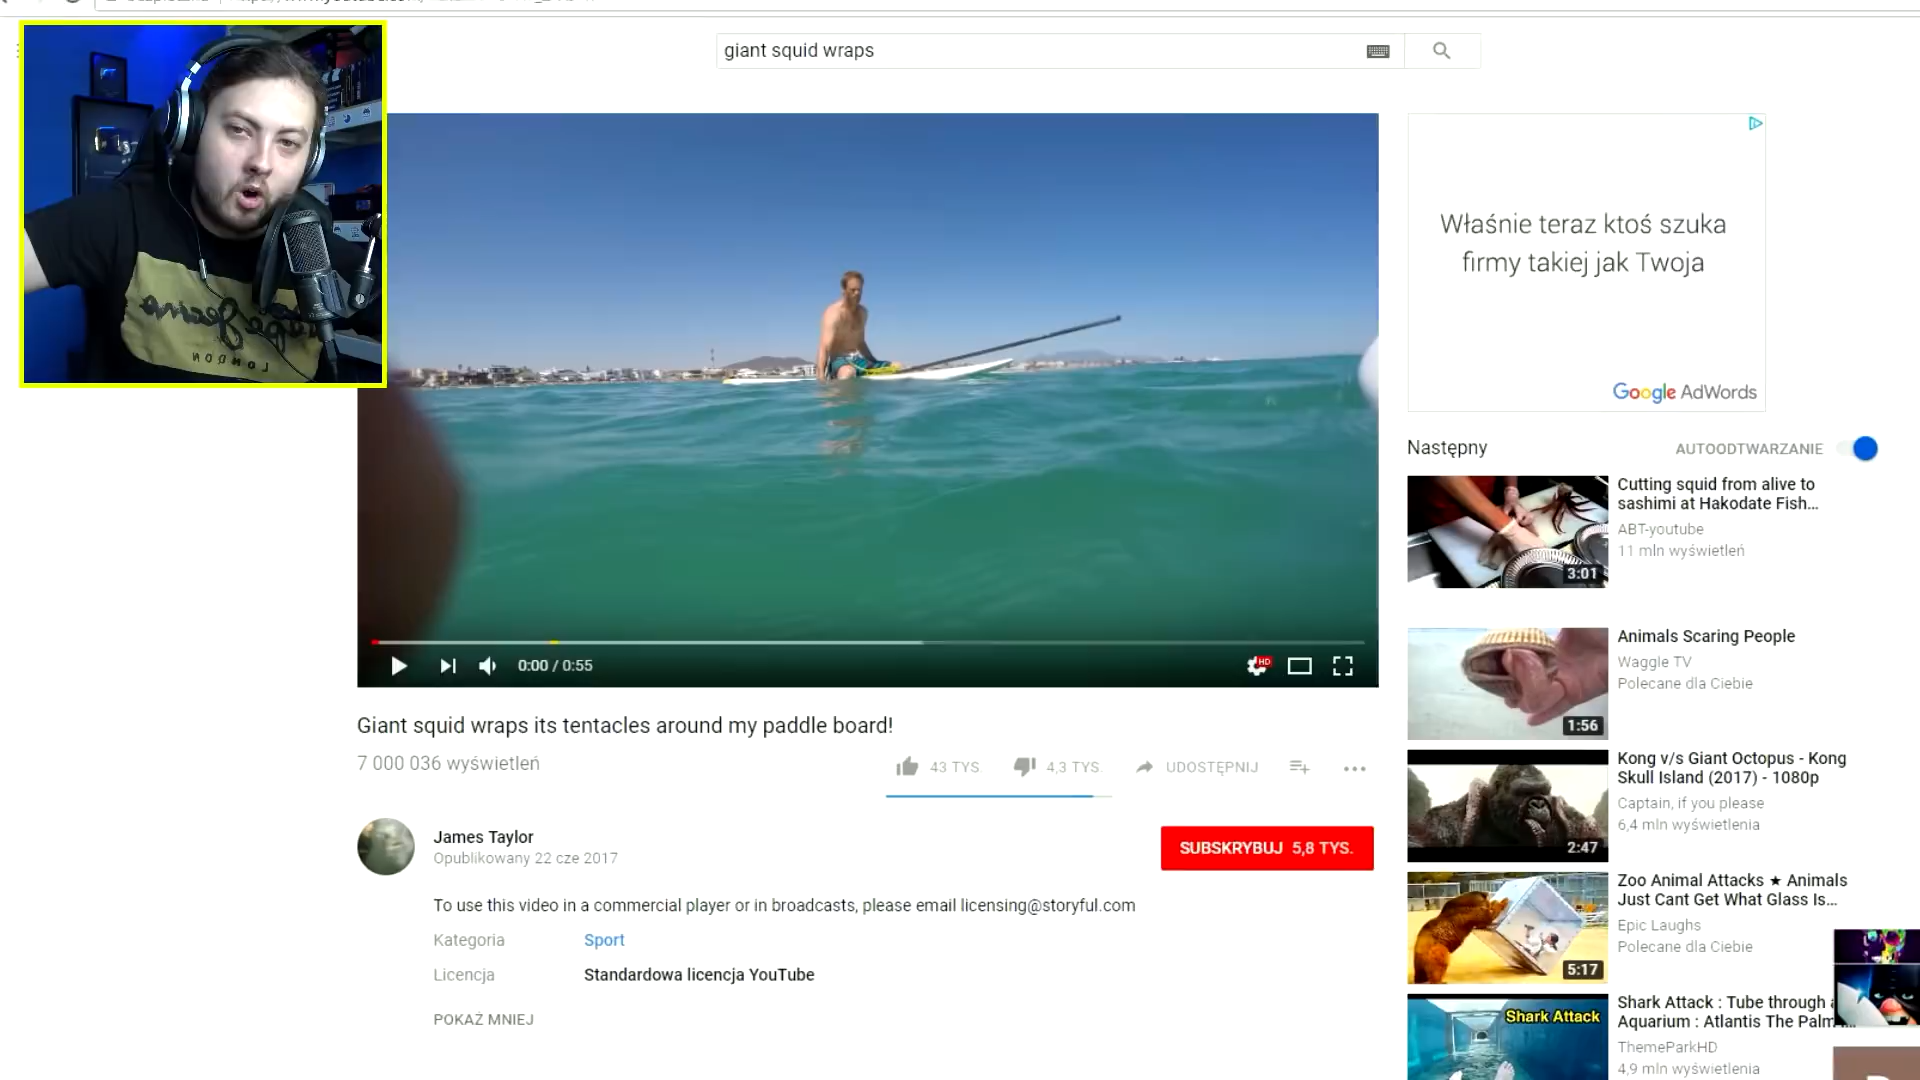 giant squid wraps
LONDON
Właśnie teraz ktoś szuka
firmy takiej jak Twoja
Google AdWords
0:00 / 0:55
HD
Giant squid wraps its tentacles around my paddle board!
7 000 036 wyświetleń
43 TYS
4,3 TYS.
UDOSTĘPNIJ
James Taylor
Opublikowany 22 cze 2017
SUBSKRYBUJ 5,8 TYS.
To use this video in a commercial player or in broadcasts, please email licensing@storyful.com
Kategoria
Sport
Licencja
Standardowa licencja YouTube
POKAŻ MNIEJ
Następny
AUTOODTWARZANIE
Cutting squid from alive to
sashimi at Hakodate Fish...
ABT-youtube
11 mln wyświetleń
3:01
Animals Scaring People
Waggle TV
Polecane dla Ciebie
1:56
Kong v/s Giant Octopus - Kong
Skull Island (2017) - 1080p
Captain, if you please
6,4 mln wyświetlenia
2:47
Zoo Animal Attacks ★ Animals
Just Cant Get What Glass Is...
Epic Laughs
Polecane dla Ciebie
5:17
Shark Attack : Tube through
Aquarium : Atlantis The Palm
ThemeParkHD
4,9 mln wyświetlenia
Shark Attack